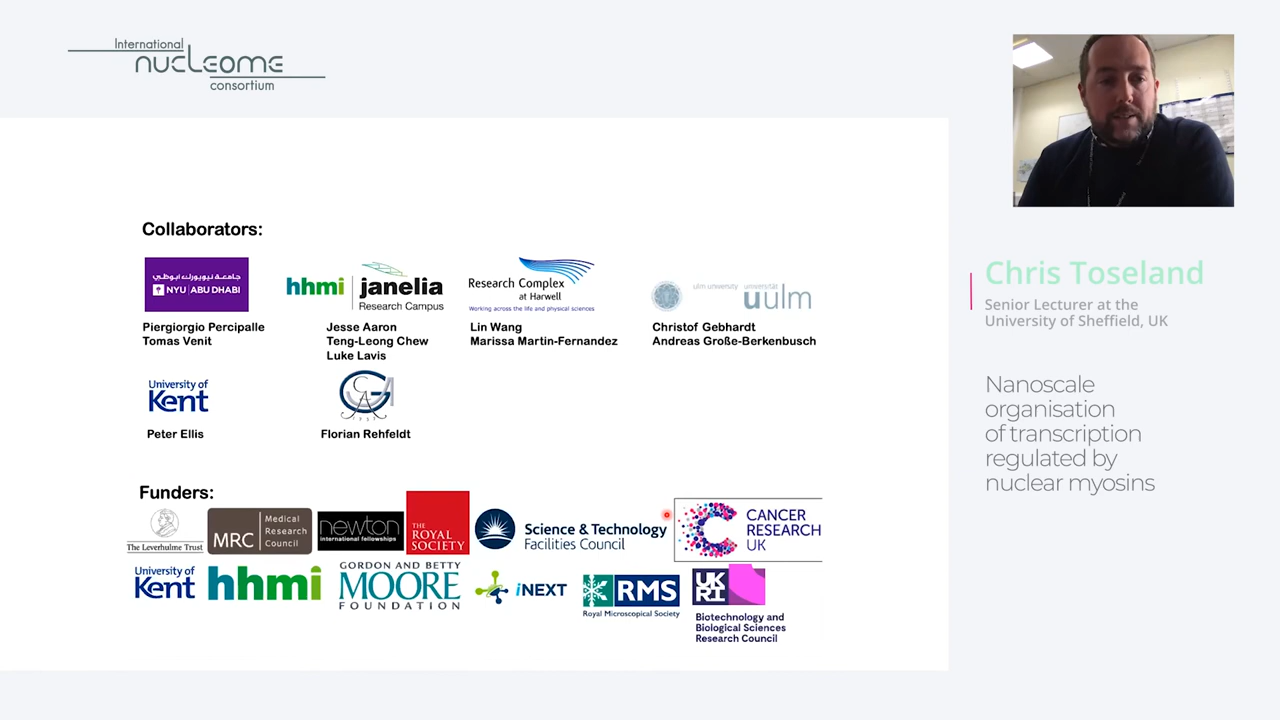 International
nucleome
consortium
Collaborators:
جامعة نيويورك أبوظبي
NYU | ABU DHABI
Piergiorgio Percipalle
Tomas Venit
hhmi | janelia
Research Campus
Jesse Aaron
Teng-Leong Chew
Luke Lavis
Research Complex
at Harwell
Working across the life and physical sciences
Lin Wang
Marissa Martin-Fernandez
ulm university universität
uulm
Christof Gebhardt
Andreas Große-Berkenbusch
University of
Kent
Peter Ellis
Florian Rehfeldt
Funders:
The Leverhulme Trust
MRC
Medical
Research
Council
newton
international fellowships
THE
ROYAL
SOCIETY
Science & Technology
Facilities Council
CANCER
RESEARCH
UK
University of
Kent
hhmi
GORDON AND BETTY
MOORE
FOUNDATION
iNEXT
RMS
Royal Microscopical Society
UK
RI
Biotechnology and
Biological Sciences
Research Council
Chris Toseland
Senior Lecturer at the
University of Sheffield, UK
Nanoscale
organisation
of transcription
regulated by
nuclear myosins